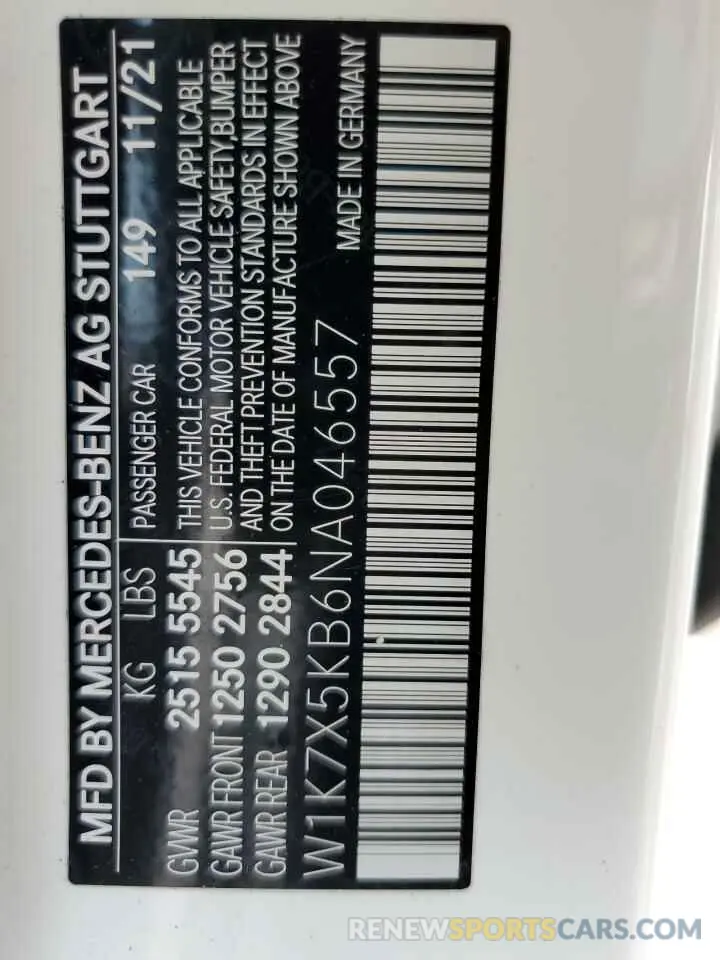 MFD BY MERCEDES-BENZ AG STUTTGART
KG LBS PASSENGER CAR 149 11/21
GVWR 2515 5545 THIS VEHICLE CONFORMS TO ALL APPLICABLE
GAWR FRONT 1250 2756 U.S. FEDERAL MOTOR VEHICLE SAFETY,BUMPER
GAWR REAR 1290 2844 AND THEFT PREVENTION STANDARDS IN EFFECT
ON THE DATE OF MANUFACTURE SHOWN ABOVE
W1K7X5KB6NA046557
MADE IN GERMANY
RENEWSPORTSCARS.COM